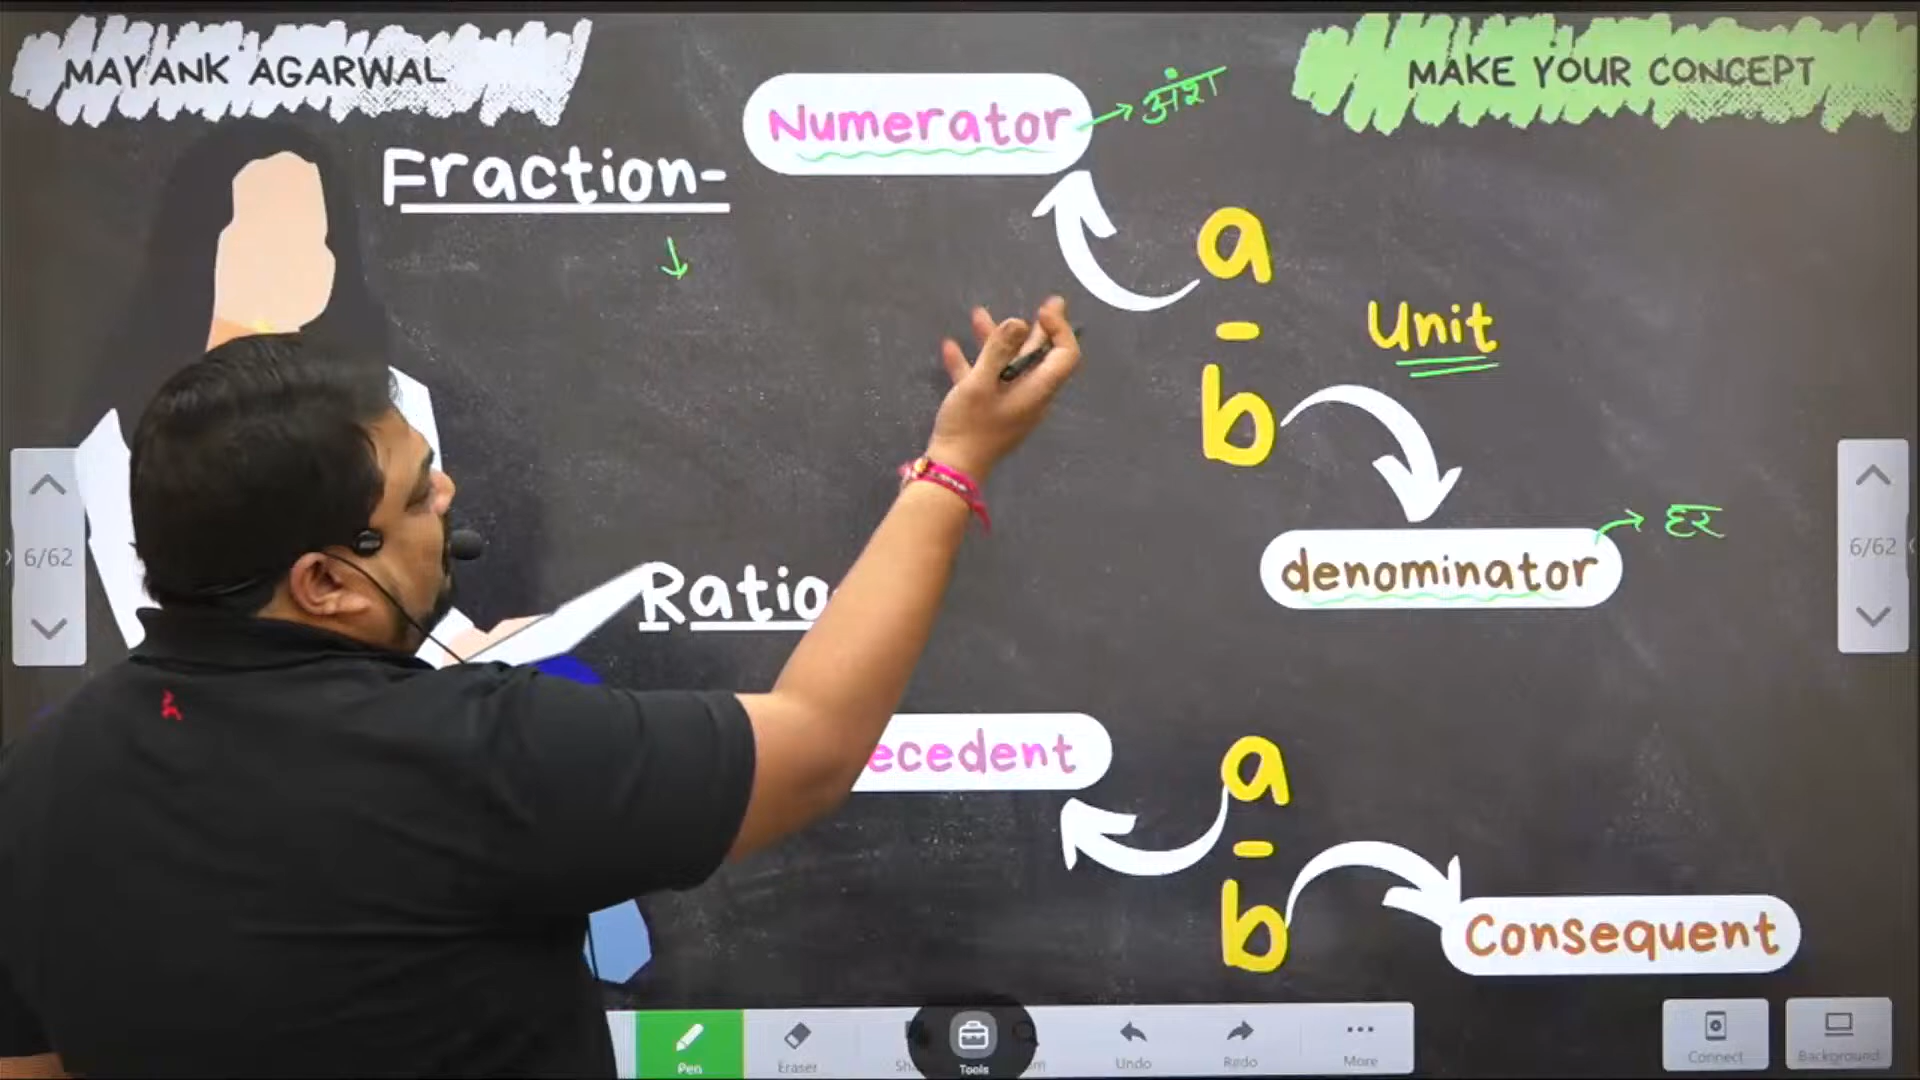 MAYANK AGARWAL
MAKE YOUR CONCEPT
Numerator
अंश
Fraction-
a
-
b
Unit
denominator
हर
6/62
6/62
Ratio
ecedent
a
-
b
Consequent
Pen
Eraser
Tools
Undo
Redo
More
Connect
Background